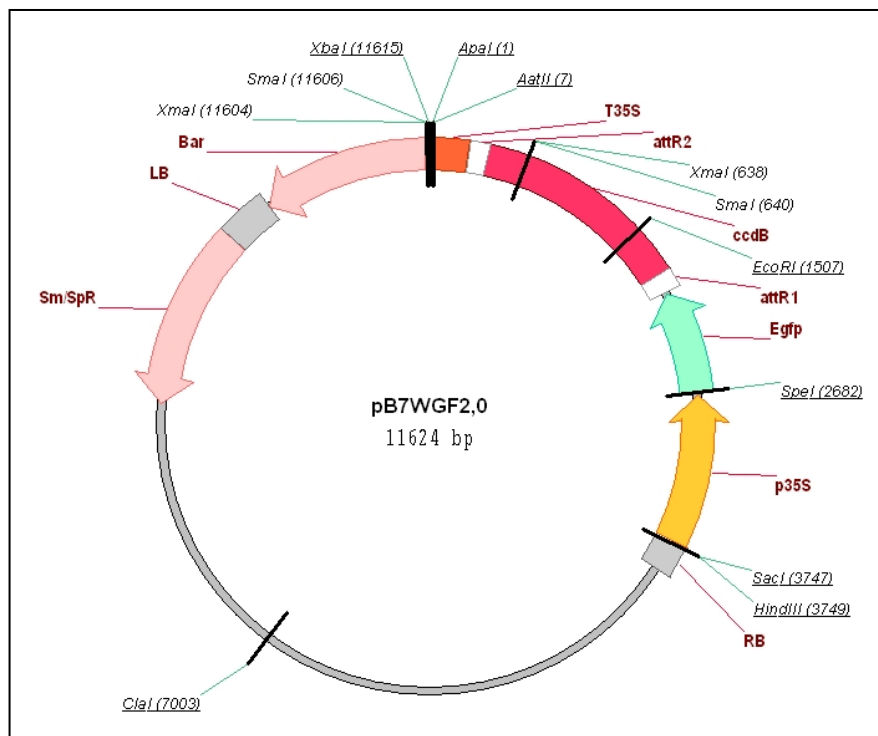 XbaI (11615)
ApaI (1)
SmaI (11606)
AatII (7)
XmaI (11604)
T35S
Bar
attR2
LB
XmaI (638)
SmaI (640)
ccdB
EcoRI (1507)
Sm/SpR
attR1
Egfp
SpeI (2682)
pB7WGF2,0
11624 bp
p35S
SacI (3747)
HindIII (3749)
RB
ClaI (7003)